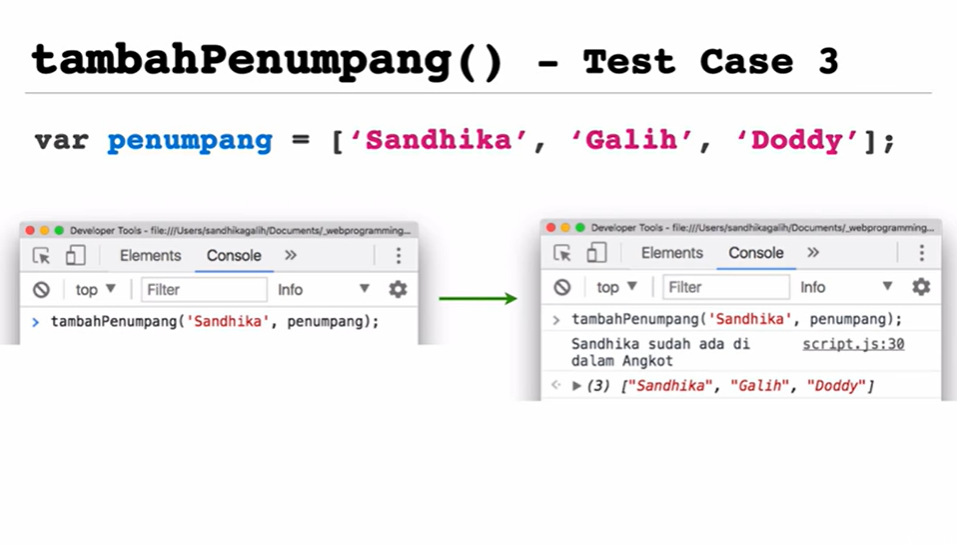 tambahPenumpang() - Test Case 3
var penumpang = [‘Sandhika’, ‘Galih’, ‘Doddy’];
Developer Tools - file:///Users/sandhikagalih/Documents/_webprogramming...
Elements Console »
top ▼ Filter Info ▼
> tambahPenumpang('Sandhika', penumpang);
Developer Tools - file:///Users/sandhikagalih/Documents/_webprogramming...
Elements Console »
top ▼ Filter Info ▼
> tambahPenumpang('Sandhika', penumpang);
Sandhika sudah ada di script.js:30
dalam Angkot
▶ (3) ["Sandhika", "Galih", "Doddy"]